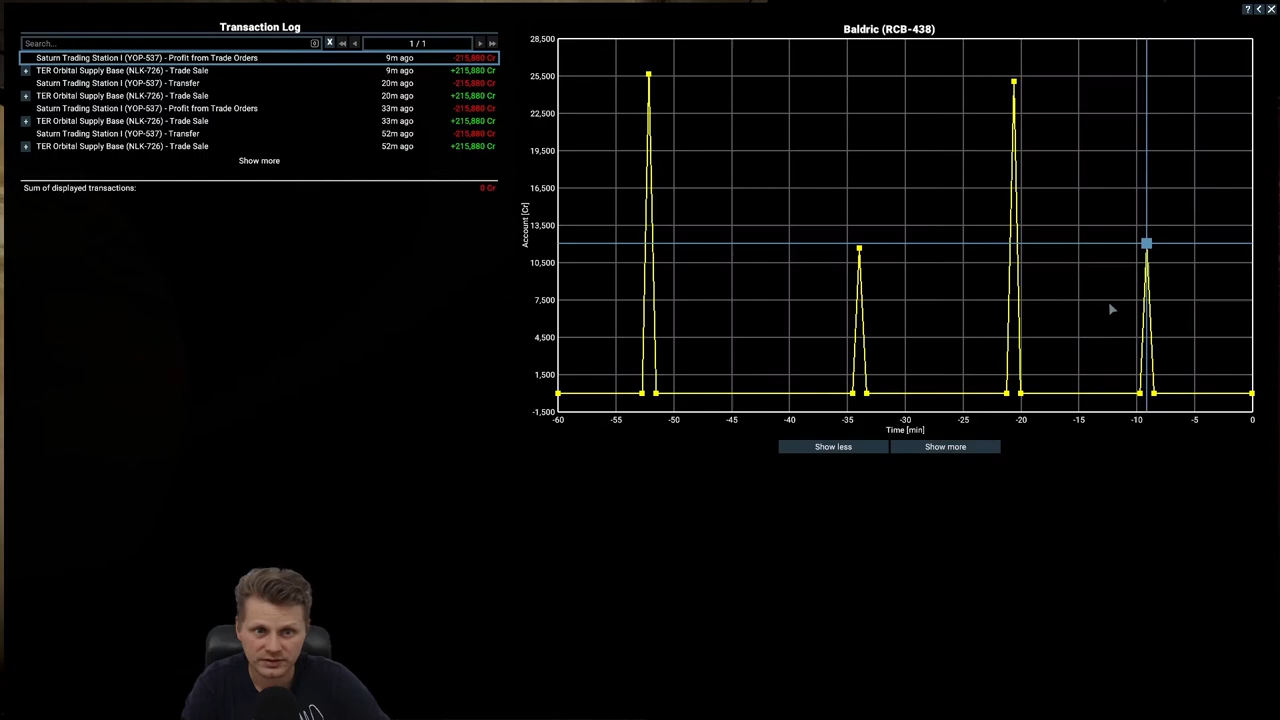 ? < X
Transaction Log
Search... 0 X 1 / 1
Saturn Trading Station I (YOP-537) - Profit from Trade Orders 9m ago -215,880 Cr
+ TER Orbital Supply Base (NLK-726) - Trade Sale 9m ago +215,880 Cr
Saturn Trading Station I (YOP-537) - Transfer 20m ago -215,880 Cr
+ TER Orbital Supply Base (NLK-726) - Trade Sale 20m ago +215,880 Cr
Saturn Trading Station I (YOP-537) - Profit from Trade Orders 33m ago -215,880 Cr
+ TER Orbital Supply Base (NLK-726) - Trade Sale 33m ago +215,880 Cr
Saturn Trading Station I (YOP-537) - Transfer 52m ago -215,880 Cr
+ TER Orbital Supply Base (NLK-726) - Trade Sale 52m ago +215,880 Cr
Show more
Sum of displayed transactions: 0 Cr
Baldric (RCB-438)
28,500
25,500
22,500
19,500
16,500
13,500
10,500
7,500
4,500
1,500
-1,500
Account [Cr]
-60 -55 -50 -45 -40 -35 -30 -25 -20 -15 -10 -5 0
Time [min]
Show less Show more